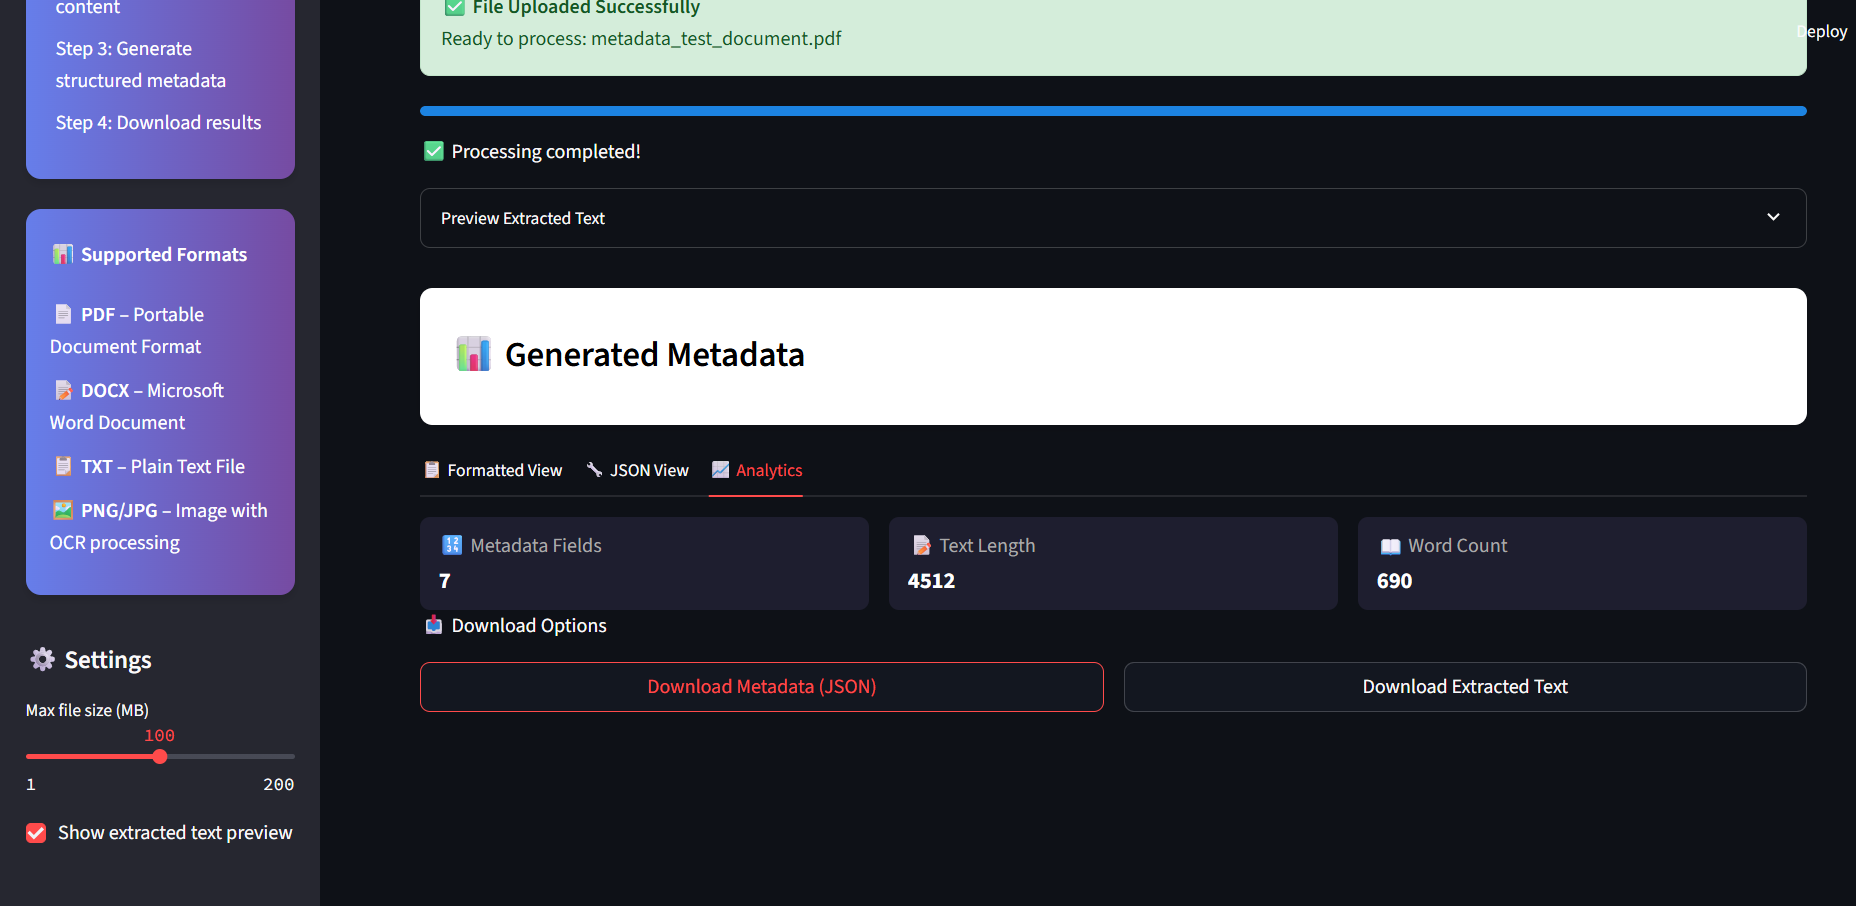 content
Step 3: Generate
structured metadata
Step 4: Download results
Supported Formats
PDF – Portable
Document Format
DOCX – Microsoft
Word Document
TXT – Plain Text File
PNG/JPG – Image with
OCR processing
Settings
Max file size (MB)
100
1 200
Show extracted text preview
Deploy
File Uploaded Successfully
Ready to process: metadata_test_document.pdf
Processing completed!
Preview Extracted Text
Generated Metadata
Formatted View JSON View Analytics
Metadata Fields
7
Text Length
4512
Word Count
690
Download Options
Download Metadata (JSON)
Download Extracted Text